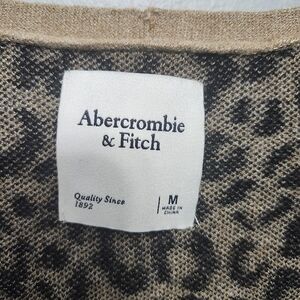 Abercrombie
& Fitch
Quality Since
1892
M
MADE IN
CHINA